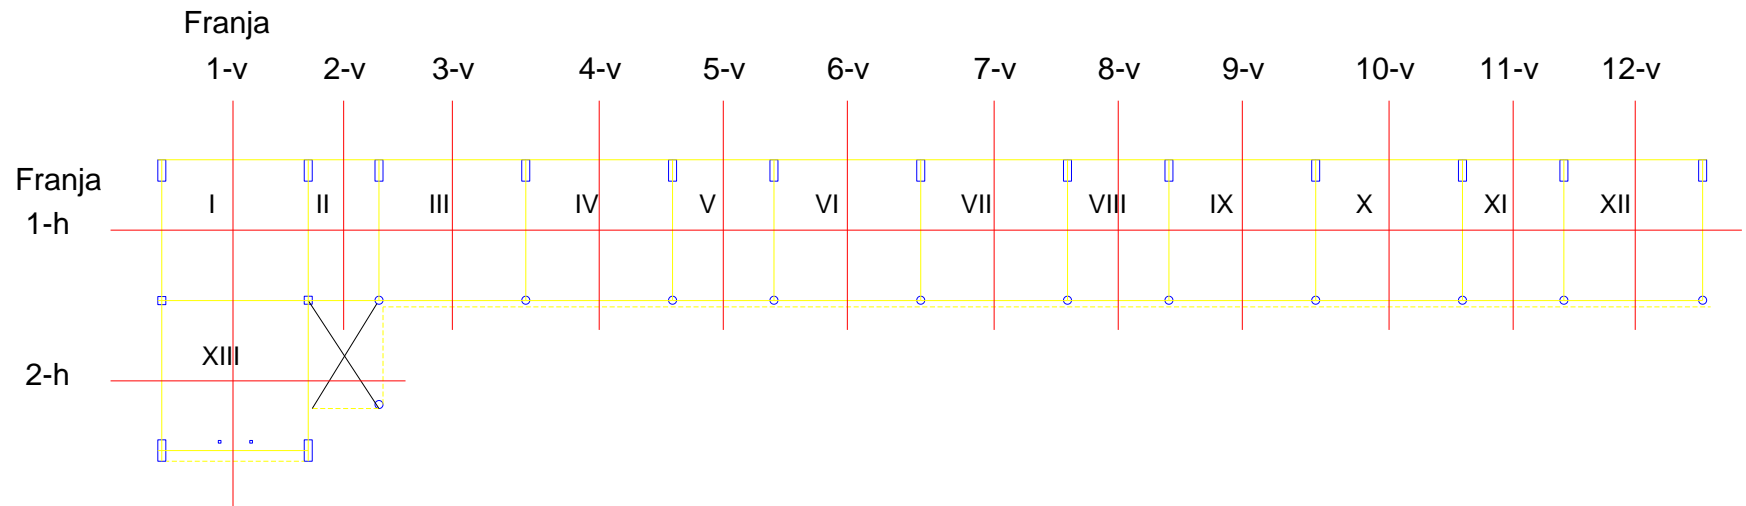 Franja
1-v 2-v 3-v 4-v 5-v 6-v 7-v 8-v 9-v 10-v 11-v 12-v
Franja
1-h
I II III IV V VI VII VIII IX X XI XII
XIII
2-h